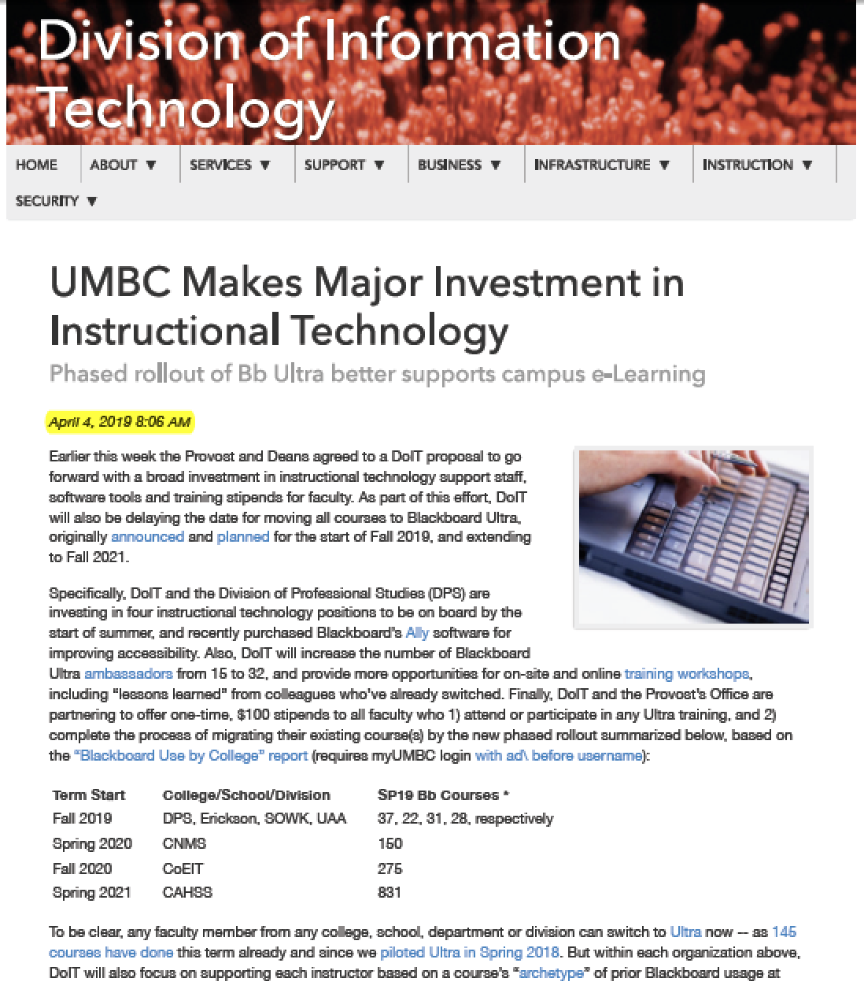 Division of Information
Technology
HOME
ABOUT ▼
SERVICES ▼
SUPPORT ▼
BUSINESS ▼
INFRASTRUCTURE ▼
INSTRUCTION ▼
SECURITY ▼
UMBC Makes Major Investment in
Instructional Technology
Phased rollout of Bb Ultra better supports campus e-Learning
April 4, 2019 8:06 AM
Earlier this week the Provost and Deans agreed to a DoIT proposal to go
forward with a broad investment in instructional technology support staff,
software tools and training stipends for faculty. As part of this effort, DoIT
will also be delaying the date for moving all courses to Blackboard Ultra,
originally announced and planned for the start of Fall 2019, and extending
to Fall 2021.
Specifically, DoIT and the Division of Professional Studies (DPS) are
investing in four instructional technology positions to be on board by the
start of summer, and recently purchased Blackboard's Ally software for
improving accessibility. Also, DoIT will increase the number of Blackboard
Ultra ambassadors from 15 to 32, and provide more opportunities for on-site and online training workshops,
including "lessons learned" from colleagues who've already switched. Finally, DoIT and the Provost's Office are
partnering to offer one-time, $100 stipends to all faculty who 1) attend or participate in any Ultra training, and 2)
complete the process of migrating their existing course(s) by the new phased rollout summarized below, based on
the "Blackboard Use by College" report (requires myUMBC login with ad\ before username):
Term Start College/School/Division SP19 Bb Courses *
Fall 2019 DPS, Erickson, SOWK, UAA 37, 22, 31, 28, respectively
Spring 2020 CNMS 150
Fall 2020 CoEIT 275
Spring 2021 CAHSS 831
To be clear, any faculty member from any college, school, department or division can switch to Ultra now -- as 145
courses have done this term already and since we piloted Ultra in Spring 2018. But within each organization above,
DoIT will also focus on supporting each instructor based on a course's "archetype" of prior Blackboard usage at